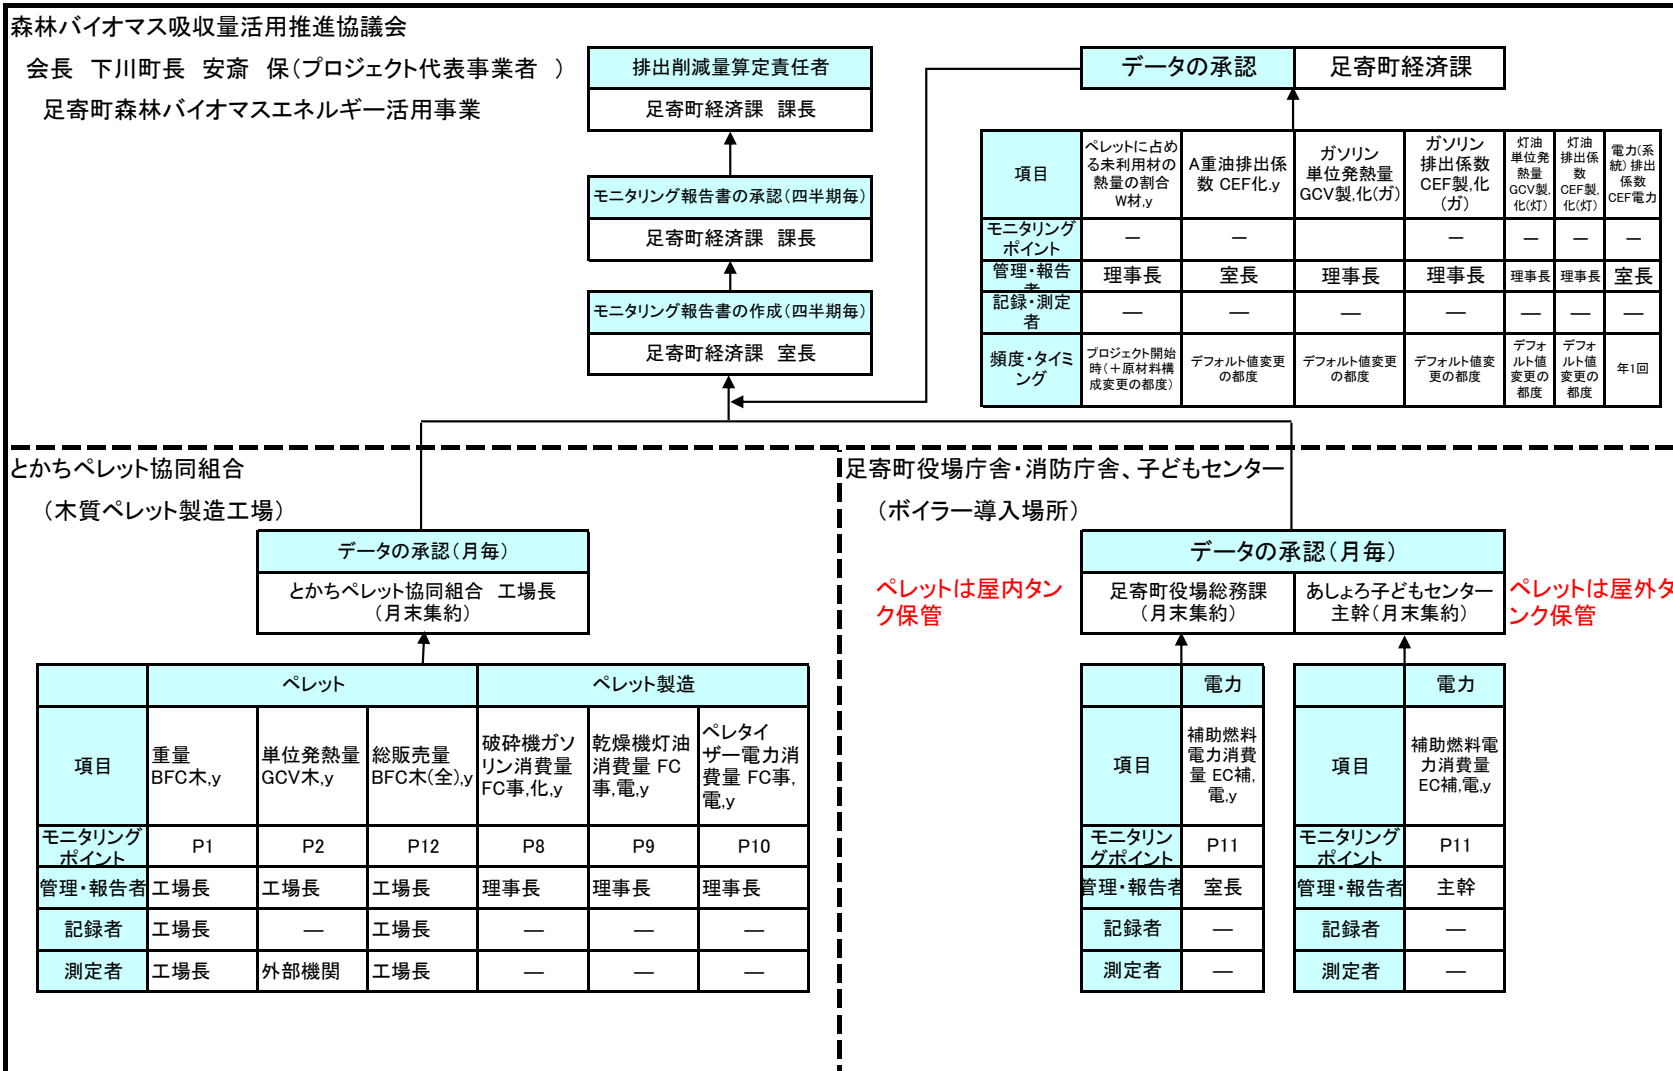 森林バイオマス吸収量活用推進協議会
会長 下川町長 安斎 保(プロジェクト代表事業者 )
足寄町森林バイオマスエネルギー活用事業
排出削減量算定責任者
足寄町経済課 課長
モニタリング報告書の承認(四半期毎)
足寄町経済課 課長
モニタリング報告書の作成(四半期毎)
足寄町経済課 室長
データの承認
足寄町経済課
項目
ペレットに占め
る未利用材の
熱量の割合
W材,y
A重油排出係
数 CEF化.y
ガソリン
単位発熱量
GCV製,化(ガ)
ガソリン
排出係数
CEF製,化
(ガ)
灯油
単位発
熱量
GCV製,
化(灯)
灯油
排出係
数
CEF製,
化(灯)
電力(系
統) 排出
係数
CEF電力
モニタリング
ポイント
—
—
—
—
—
—
管理・報告
者
理事長
室長
理事長
理事長
理事長
理事長
室長
記録・測定
者
—
—
—
—
—
—
—
頻度・タイミ
ング
プロジェクト開始
時(+原材料構
成変更の都度)
デフォルト値変更
の都度
デフォルト値変更
の都度
デフォルト値変
更の都度
デフォ
ルト値
変更の
都度
デフォ
ルト値
変更の
都度
年1回
とかちペレット協同組合
(木質ペレット製造工場)
データの承認(月毎)
とかちペレット協同組合 工場長
(月末集約)
ペレット
ペレット製造
項目
重量
BFC木,y
単位発熱量
GCV木,y
総販売量
BFC木(全),y
破砕機ガソ
リン消費量
FC事,化,y
乾燥機灯油
消費量 FC
事,電,y
ペレタイ
ザー電力消
費量 FC事,
電,y
モニタリング
ポイント
P1
P2
P12
P8
P9
P10
管理・報告者
工場長
工場長
工場長
理事長
理事長
理事長
記録者
工場長
—
工場長
—
—
—
測定者
工場長
外部機関
工場長
—
—
—
足寄町役場庁舎・消防庁舎、子どもセンター
(ボイラー導入場所)
データの承認(月毎)
ペレットは屋内タン
ク保管
足寄町役場総務課
(月末集約)
あしょろ子どもセンター
主幹(月末集約)
ペレットは屋外タ
ンク保管
電力
項目
補助燃料
電力消費
量 EC補,
電,y
モニタリン
グポイント
P11
管理・報告者
室長
記録者
—
測定者
—
電力
項目
補助燃料電
力消費量
EC補,電,y
モニタリング
ポイント
P11
管理・報告者
主幹
記録者
—
測定者
—